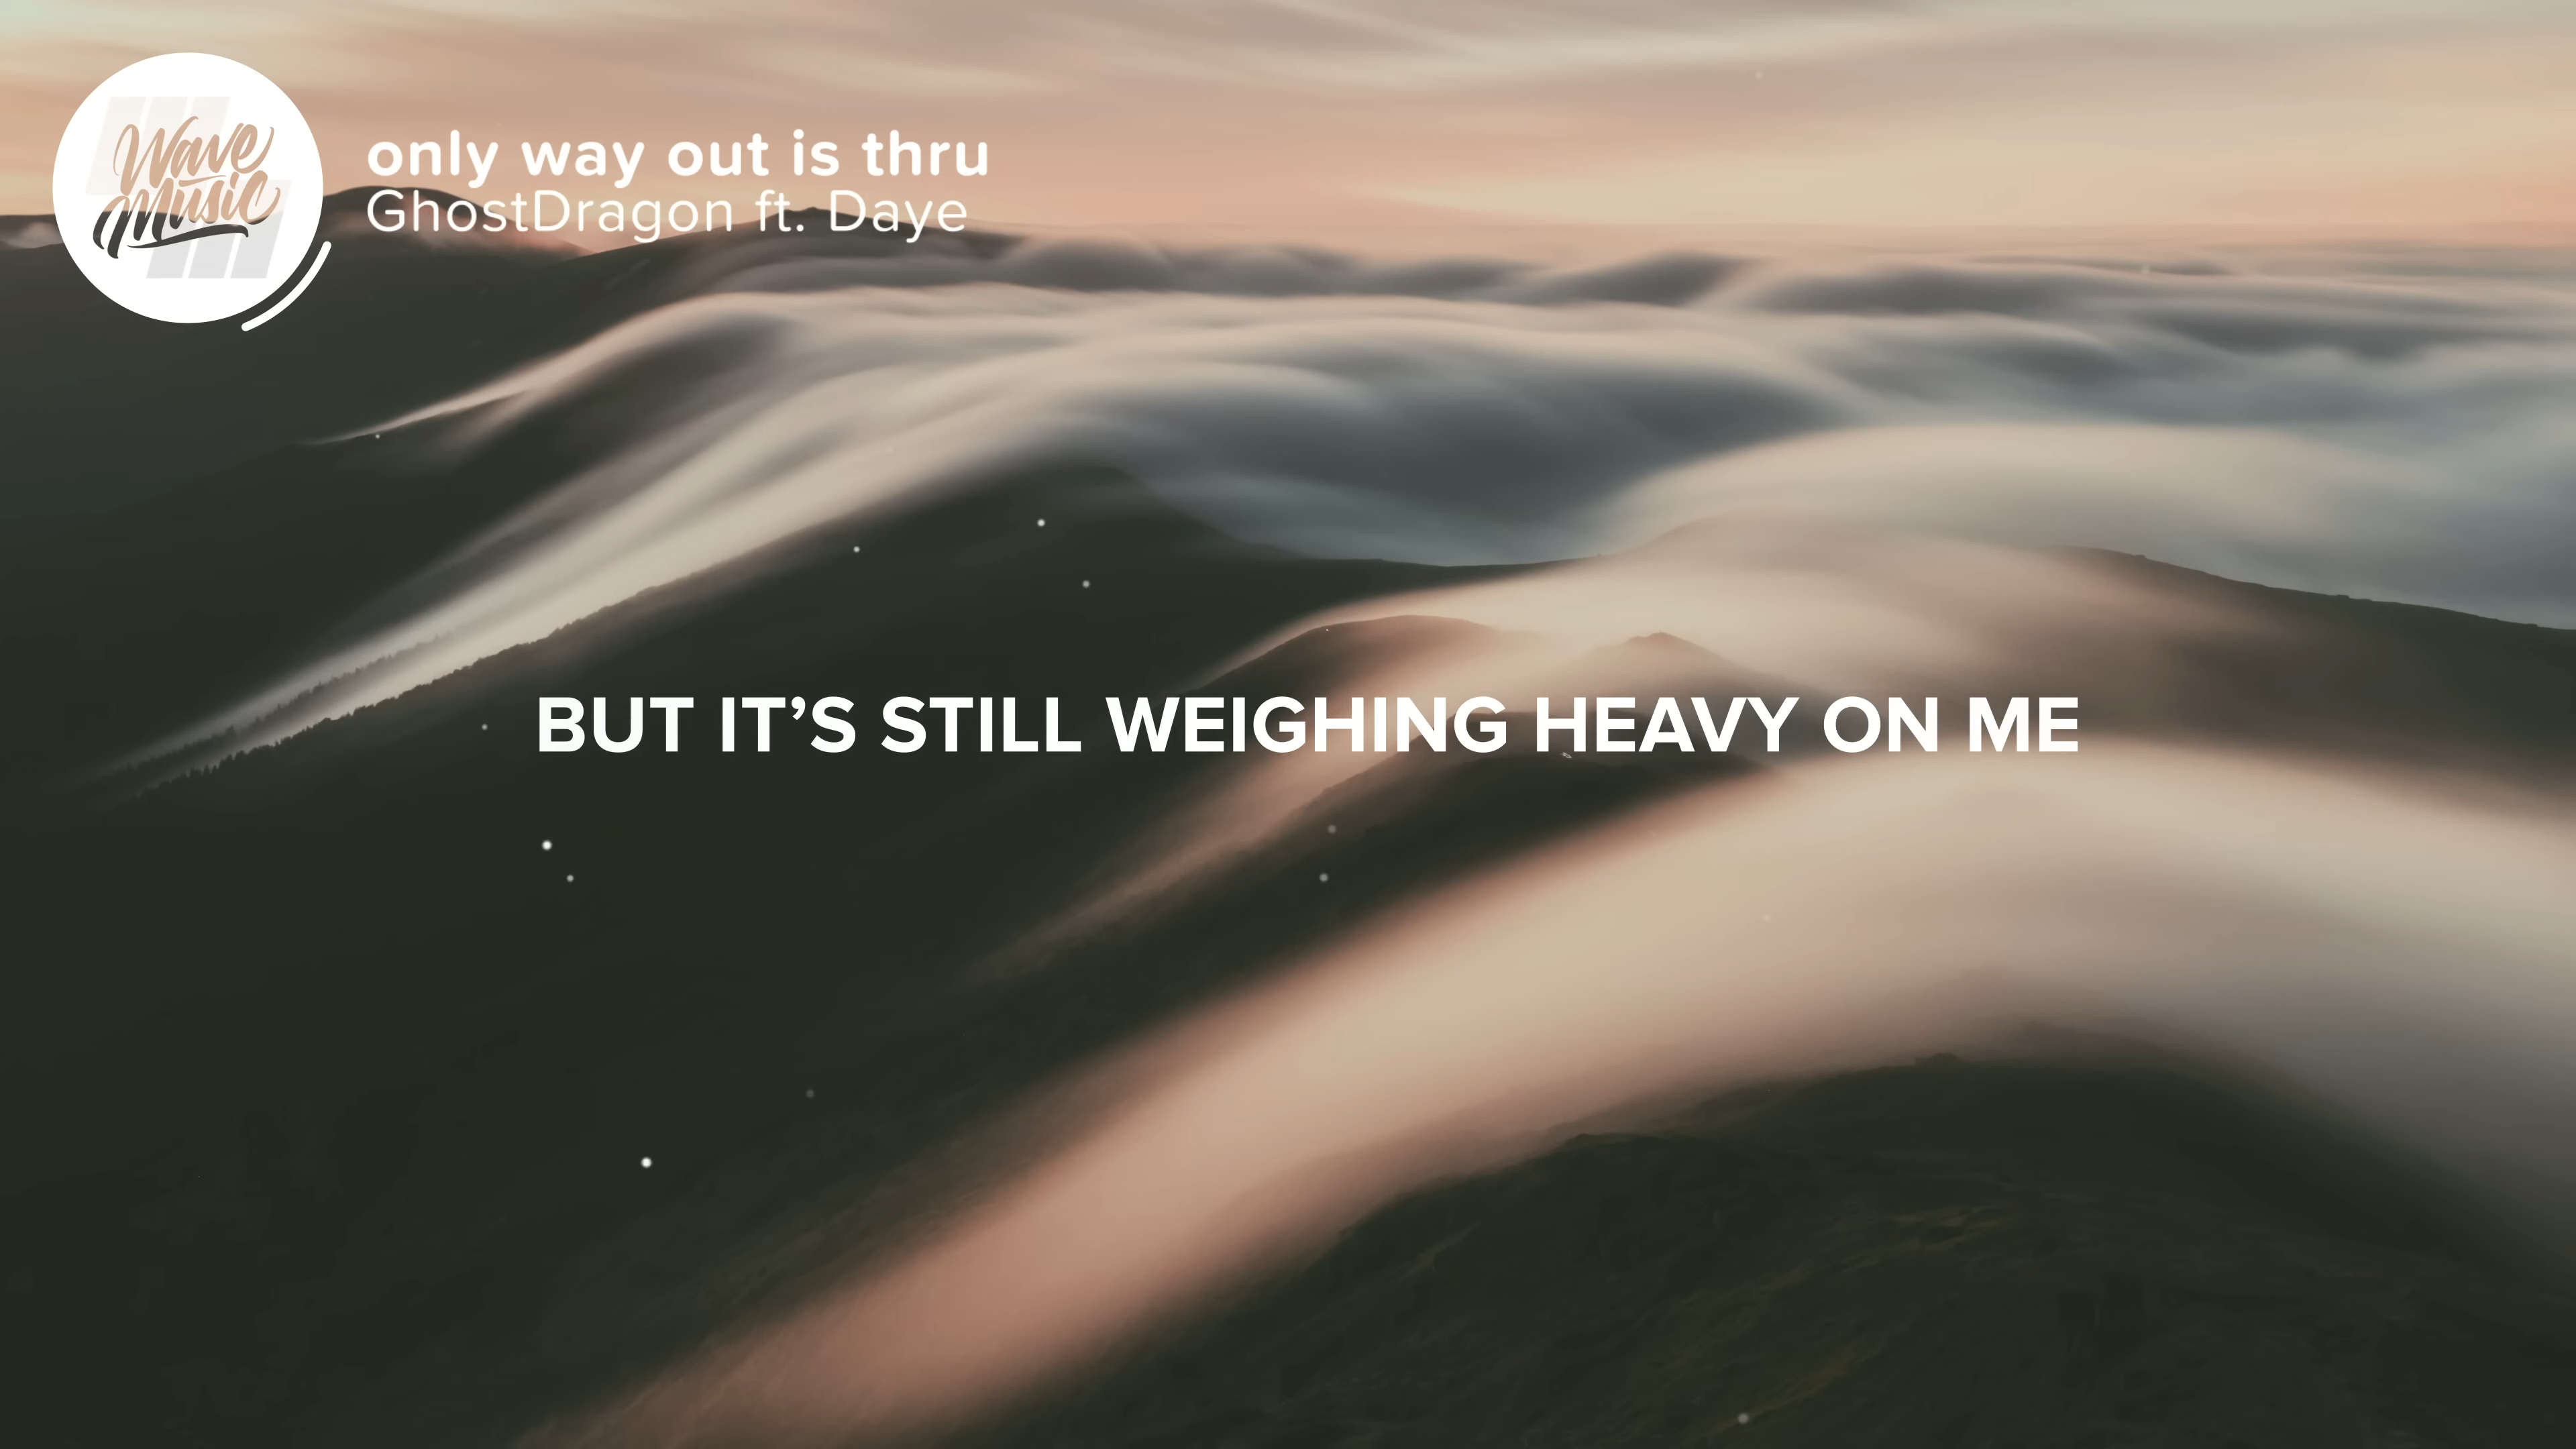 Wave
Music
only way out is thru
GhostDragon ft. Daye
BUT IT’S STILL WEIGHING HEAVY ON ME